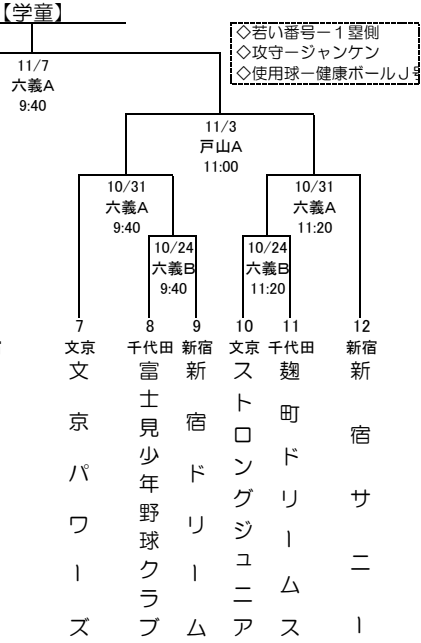 【学童】
◇若い番号－１塁側
◇攻守－ジャンケン
◇使用球－健康ボールＪ号
11/7
六義A
9:40
11/3
戸山A
11:00
10/31
六義A
9:40
10/31
六義A
11:20
10/24
六義B
9:40
10/24
六義B
11:20
7
8
9
10
11
12
文京
千代田
新宿
文京
千代田
新宿
文京パワーズ
富士見少年野球クラブ
新宿ドリーム
ストロングジュニア
麹町ドリームス
新宿サニー